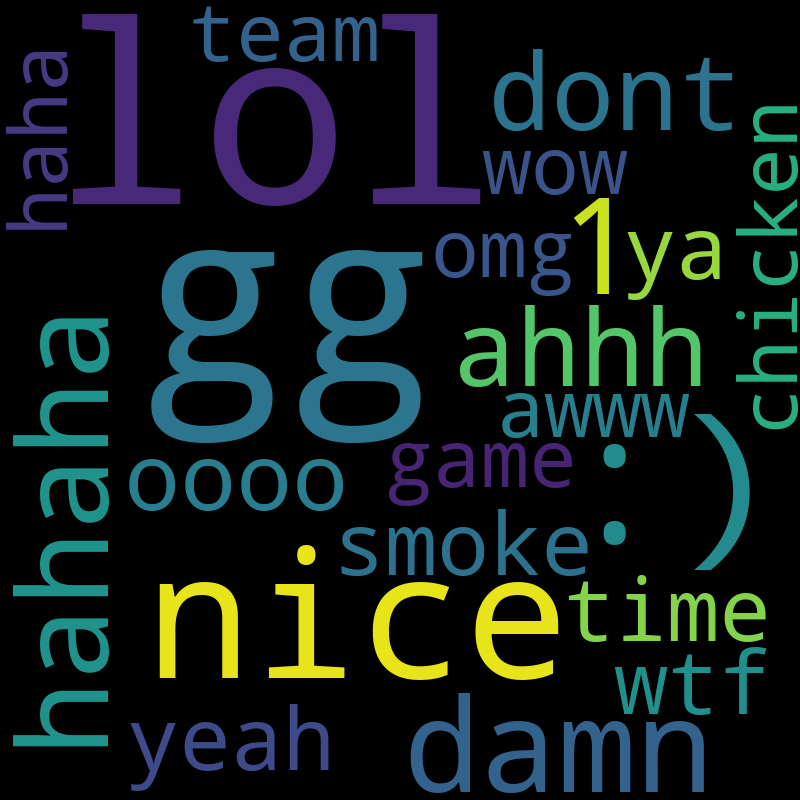 team
lol
haha
dont
wow
chicken
1
ya
omg
gg
ahhh
hahaha
awww
:)
game
oooo
smoke
nice
time
wtf
damn
yeah